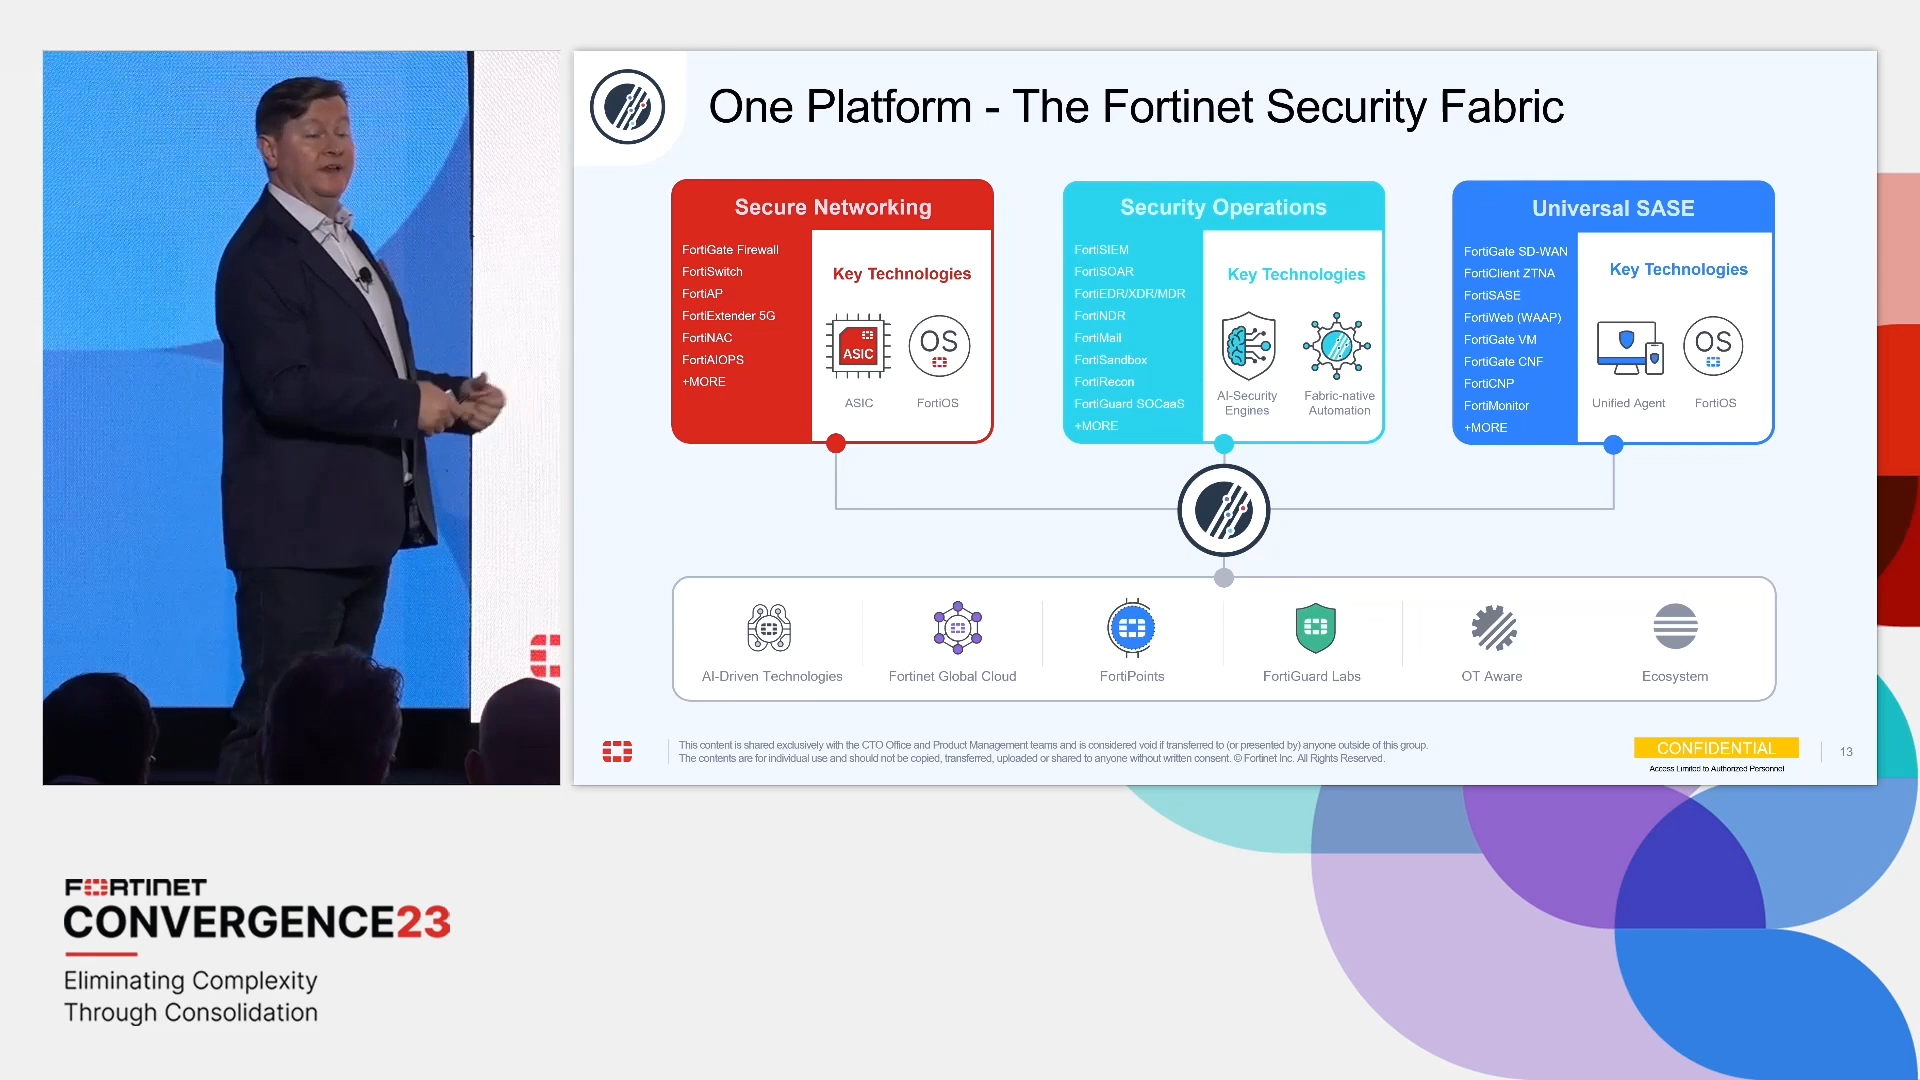 One Platform - The Fortinet Security Fabric
Secure Networking
FortiGate Firewall
FortiSwitch
FortiAP
FortiExtender 5G
FortiNAC
FortiAIOPS
+MORE
Key Technologies
ASIC
OS
ASIC
FortiOS
Security Operations
FortiSIEM
FortiSOAR
FortiEDR/XDR/MDR
FortiNDR
FortiMail
FortiSandbox
FortiRecon
FortiGuard SOCaaS
+MORE
Key Technologies
AI-Security
Engines
Fabric-native
Automation
Universal SASE
FortiGate SD-WAN
FortiClient ZTNA
FortiSASE
FortiWeb (WAAP)
FortiGate VM
FortiGate CNF
FortiCNP
FortiMonitor
+MORE
Key Technologies
OS
Unified Agent
FortiOS
AI-Driven Technologies
Fortinet Global Cloud
FortiPoints
FortiGuard Labs
OT Aware
Ecosystem
This content is shared exclusively with the CTO Office and Product Management teams and is considered void if transferred to (or presented by) anyone outside of this group.
The contents are for individual use and should not be copied, transferred, uploaded or shared to anyone without written consent. © Fortinet Inc. All Rights Reserved.
CONFIDENTIAL
Access Limited to Authorized Personnel
13
FORTINET
CONVERGENCE23
Eliminating Complexity
Through Consolidation